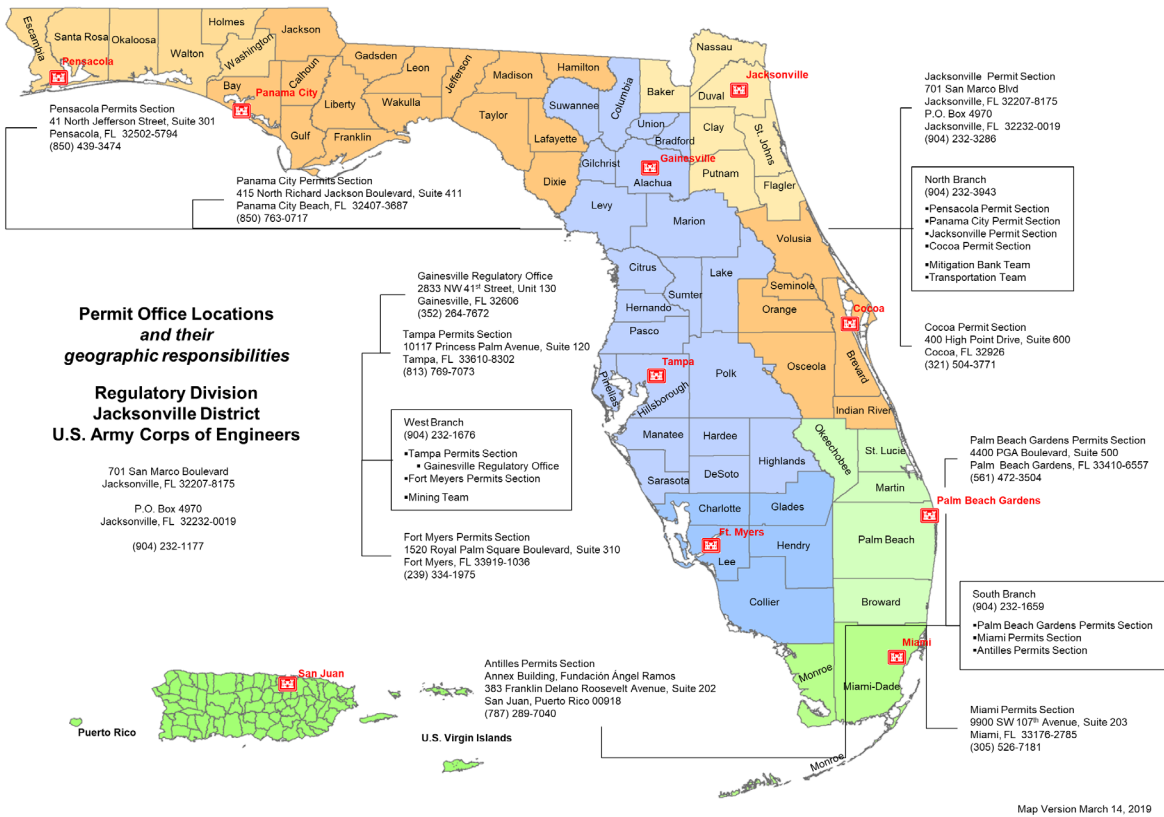 Escambia
Santa Rosa
Okaloosa
Walton
Holmes
Washington
Jackson
Bay
Calhoun
Gulf
Liberty
Gadsden
Franklin
Leon
Wakulla
Jefferson
Madison
Taylor
Hamilton
Lafayette
Dixie
Suwannee
Columbia
Baker
Nassau
Duval
Union
Bradford
Clay
St. Johns
Gilchrist
Alachua
Putnam
Flagler
Levy
Marion
Volusia
Citrus
Sumter
Lake
Seminole
Hernando
Orange
Pasco
Pinellas
Hillsborough
Polk
Osceola
Brevard
Indian River
Manatee
Hardee
Highlands
Okeechobee
St. Lucie
Sarasota
DeSoto
Martin
Charlotte
Glades
Lee
Hendry
Palm Beach
Collier
Broward
Monroe
Miami-Dade
Monroe
Pensacola
Panama City
Jacksonville
Gainesville
Cocoa
Tampa
Ft. Myers
Palm Beach Gardens
Miami
San Juan
Pensacola Permits Section
41 North Jefferson Street, Suite 301
Pensacola, FL 32502-5794
(850) 439-3474
Panama City Permits Section
415 North Richard Jackson Boulevard, Suite 411
Panama City Beach, FL 32407-3687
(850) 763-0717
Jacksonville Permit Section
701 San Marco Blvd
Jacksonville, FL 32207-8175
P.O. Box 4970
Jacksonville, FL 32232-0019
(904) 232-3286
North Branch
(904) 232-3943
▪Pensacola Permit Section
▪Panama City Permit Section
▪Jacksonville Permit Section
▪Cocoa Permit Section
▪Mitigation Bank Team
▪Transportation Team
Cocoa Permit Section
400 High Point Drive, Suite 600
Cocoa, FL 32926
(321) 504-3771
Permit Office Locations
and their
geographic responsibilities
Regulatory Division
Jacksonville District
U.S. Army Corps of Engineers
701 San Marco Boulevard
Jacksonville, FL 32207-8175
P.O. Box 4970
Jacksonville, FL 32232-0019
(904) 232-1177
Gainesville Regulatory Office
2833 NW 41st Street, Unit 130
Gainesville, FL 32606
(352) 264-7672
Tampa Permits Section
10117 Princess Palm Avenue, Suite 120
Tampa, FL 33610-8302
(813) 769-7073
West Branch
(904) 232-1676
▪Tampa Permits Section
▪ Gainesville Regulatory Office
▪Fort Meyers Permits Section
▪Mining Team
Fort Myers Permits Section
1520 Royal Palm Square Boulevard, Suite 310
Fort Myers, FL 33919-1036
(239) 334-1975
Palm Beach Gardens Permits Section
4400 PGA Boulevard, Suite 500
Palm Beach Gardens, FL 33410-6557
(561) 472-3504
South Branch
(904) 232-1659
▪Palm Beach Gardens Permits Section
▪Miami Permits Section
▪Antilles Permits Section
Antilles Permits Section
Annex Building, Fundación Ángel Ramos
383 Franklin Delano Roosevelt Avenue, Suite 202
San Juan, Puerto Rico 00918
(787) 289-7040
Miami Permits Section
9900 SW 107th Avenue, Suite 203
Miami, FL 33176-2785
(305) 526-7181
Puerto Rico
U.S. Virgin Islands
Map Version March 14, 2019